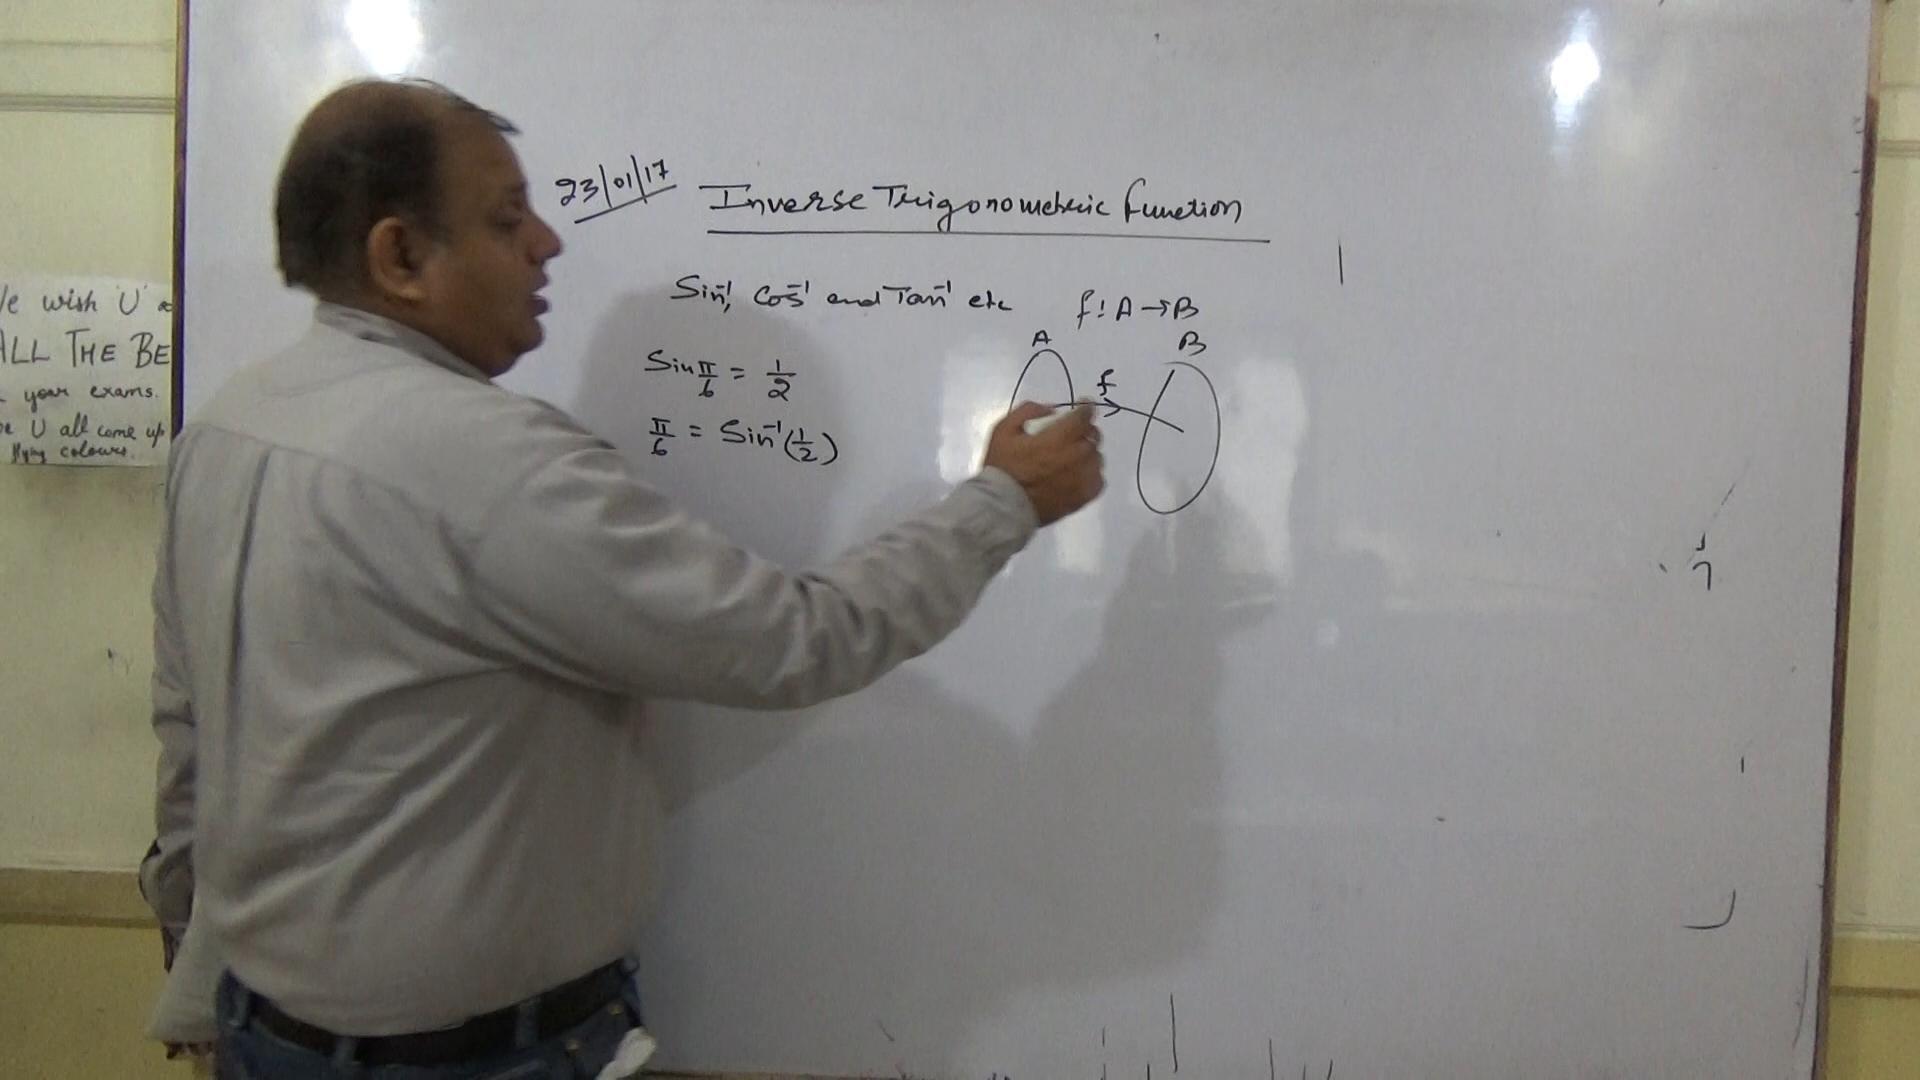 23/01/17 Inverse Trigonometric Function
Sin⁻¹, Cos⁻¹ and Tan⁻¹ etc
f: A → B
A
B
f
Sin π/6 = 1/2
π/6 = Sin⁻¹(1/2)
wish 'U'
ALL THE BE
your exams.
U all come up
flying colours.